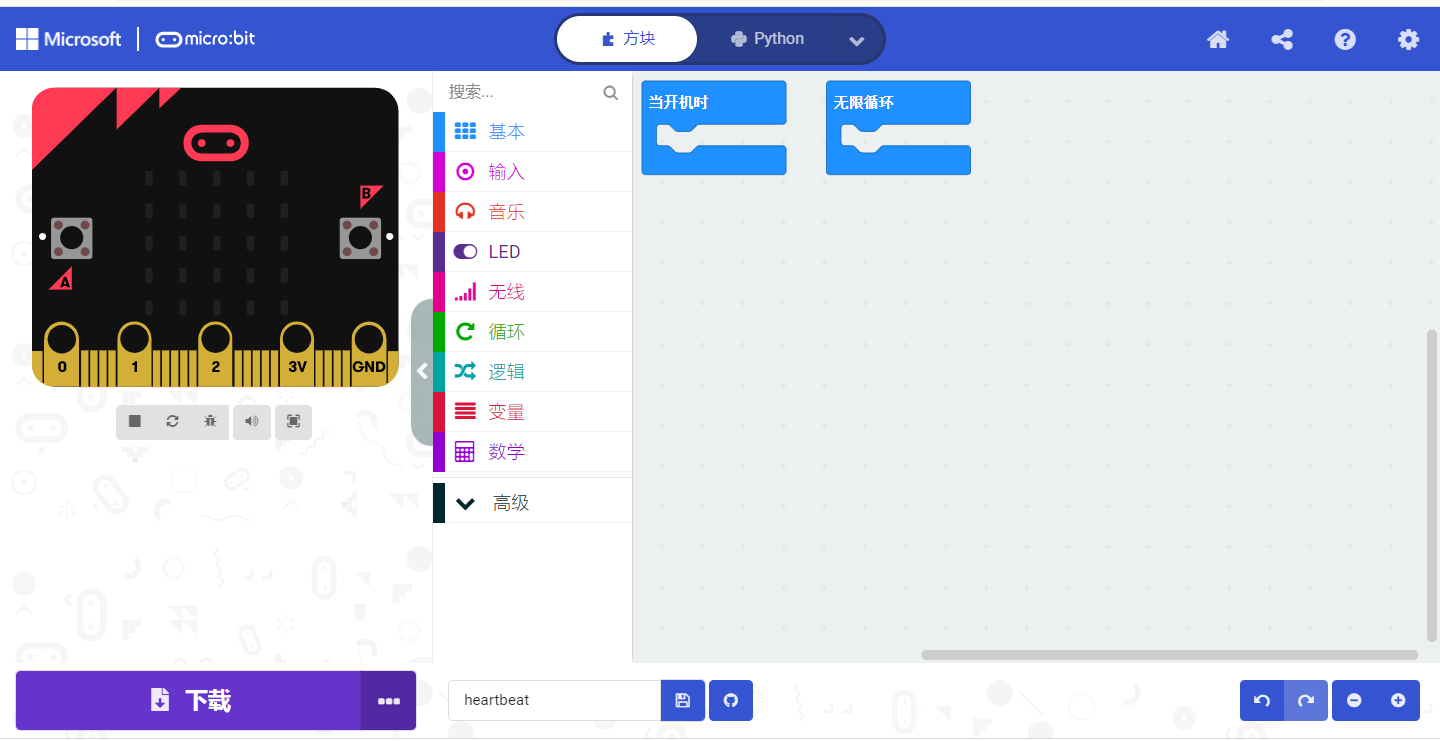 Microsoft
micro:bit
方块
Python
搜索...
基本
输入
音乐
LED
无线
循环
逻辑
变量
数学
高级
当开机时
无限循环
B
A
0 1 2 3V GND
下载
heartbeat